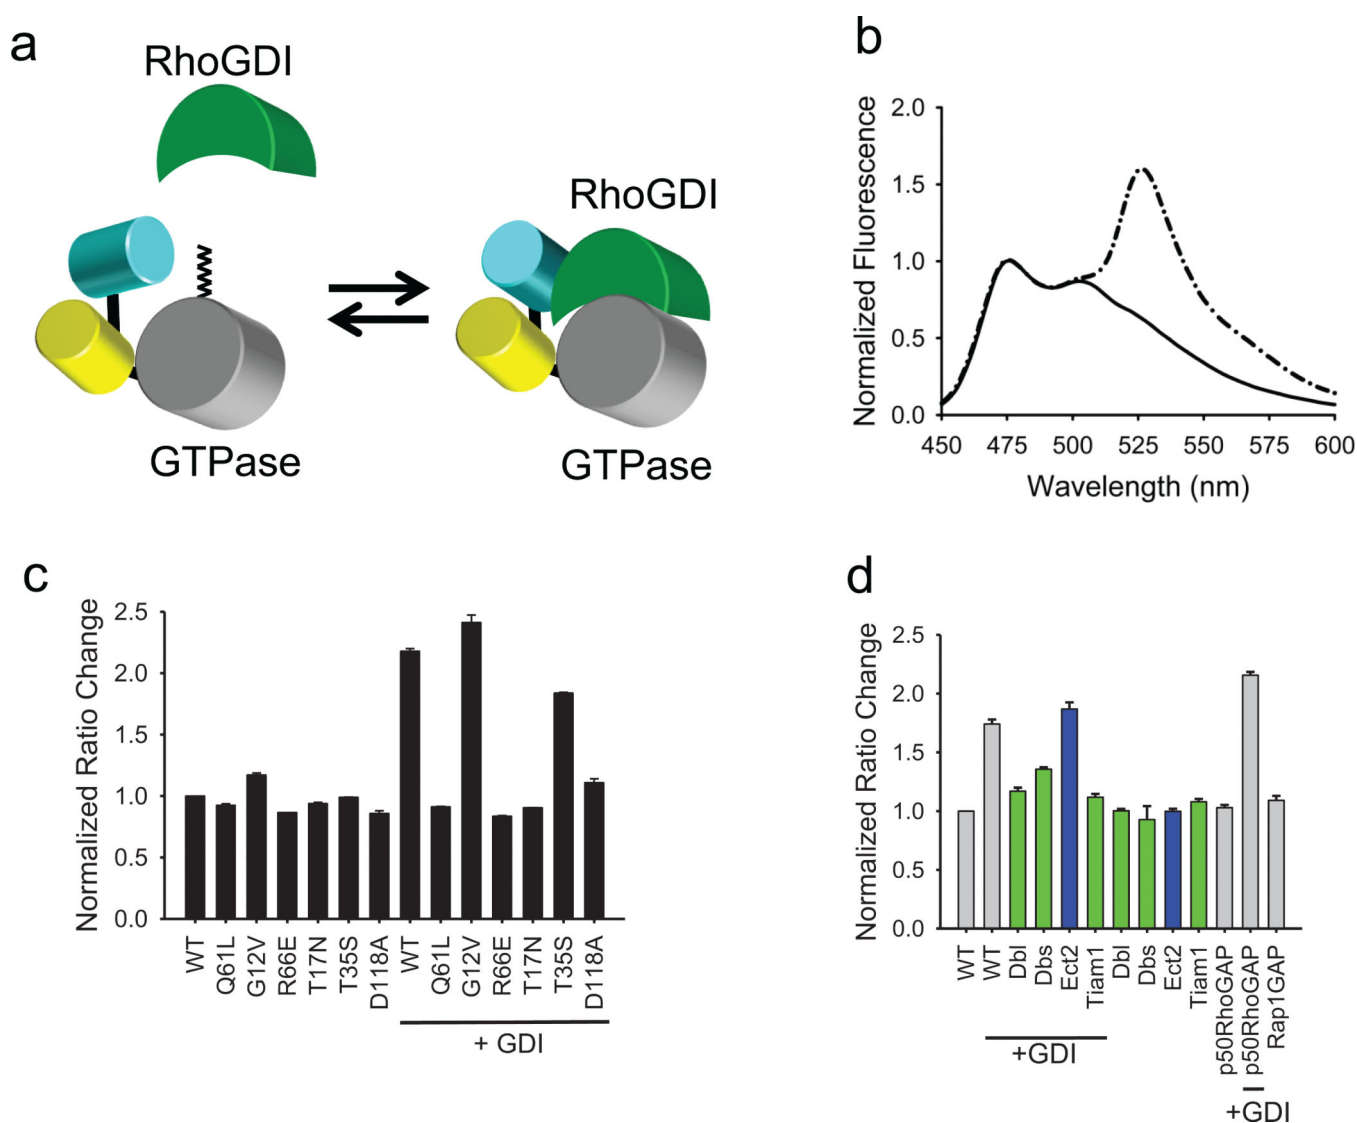 a
RhoGDI
RhoGDI
GTPase
GTPase
b
Normalized Fluorescence
2.0
1.5
1.0
0.5
0.0
450 475 500 525 550 575 600
Wavelength (nm)
c
Normalized Ratio Change
2.5
2.0
1.5
1.0
0.5
0.0
WT Q61L G12V R66E T17N T35S D118A WT Q61L G12V R66E T17N T35S D118A
+ GDI
d
Normalized Ratio Change
2.5
2.0
1.5
1.0
0.5
0.0
WT WT Dbl Dbs Ect2 Tiam1 Dbl Dbs Ect2 Tiam1 p50RhoGAP p50RhoGAP Rap1GAP
+GDI
+GDI